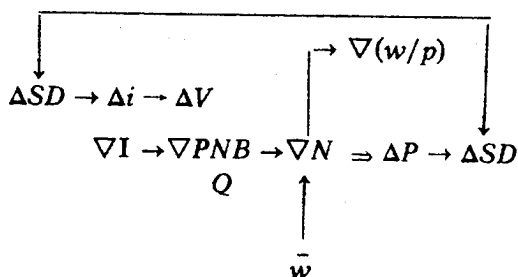 → ∇(w/p)
ΔSD → Δi → ΔV
∇I → ∇PNB → ∇N ⇒ ΔP → ΔSD
Q
w̄